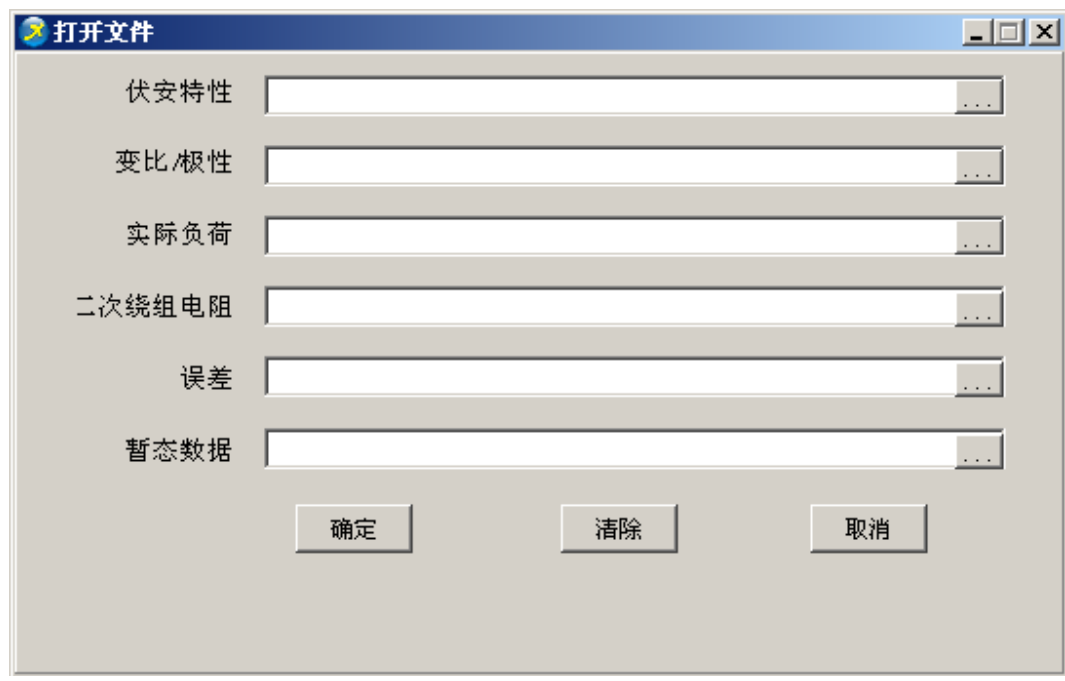 打开文件
伏安特性 ...
变比/极性 ...
实际负荷 ...
二次绕组电阻 ...
误差 ...
暂态数据 ...
确定 清除 取消